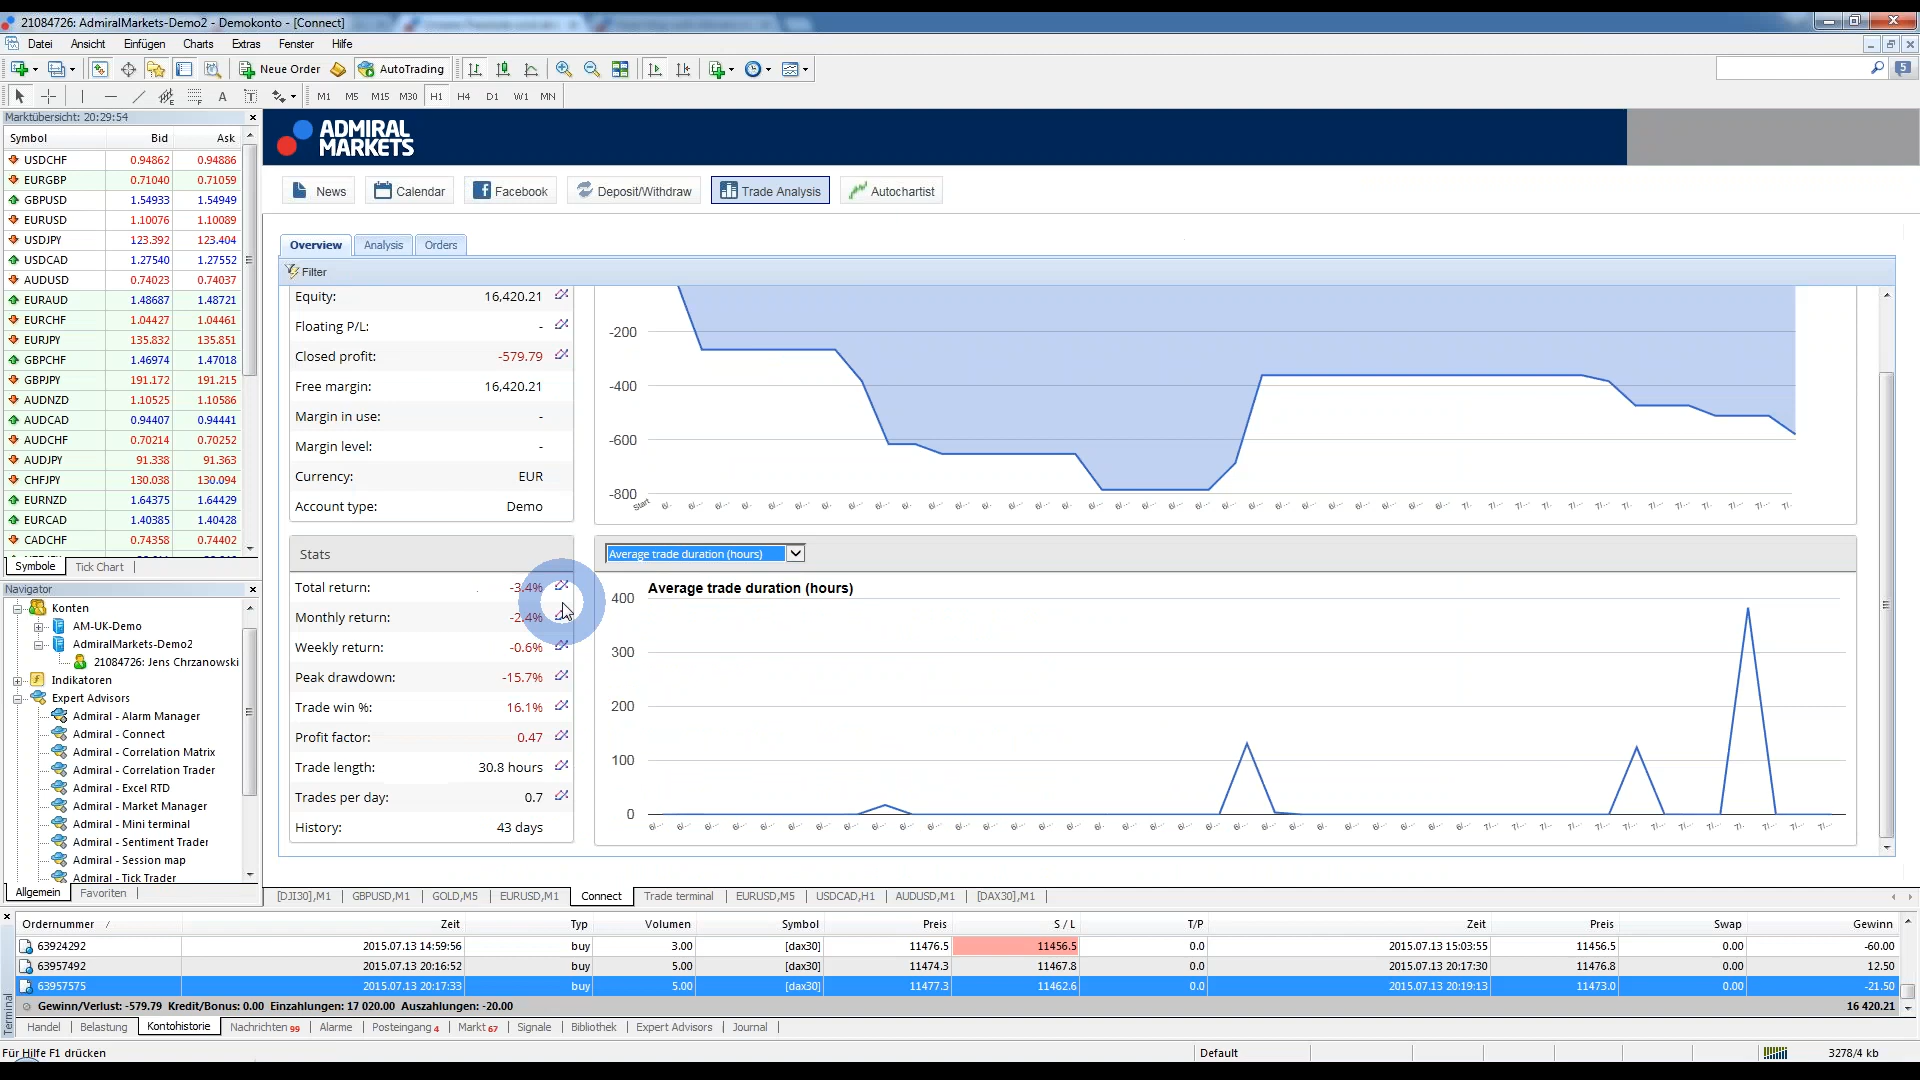 21084726: AdmiralMarkets-Demo2 - Demokonto - [Connect]
Datei Ansicht Einfügen Charts Extras Fenster Hilfe
Neue Order AutoTrading 5
A T M1 M5 M15 M30 H1 H4 D1 W1 MN
Marktübersicht: 20:29:54
Symbol Bid Ask
USDCHF 0.94862 0.94886
EURGBP 0.71040 0.71059
GBPUSD 1.54933 1.54949
EURUSD 1.10076 1.10089
USDJPY 123.392 123.404
USDCAD 1.27540 1.27552
AUDUSD 0.74023 0.74037
EURAUD 1.48687 1.48721
EURCHF 1.04427 1.04461
EURJPY 135.832 135.851
GBPCHF 1.46974 1.47018
GBPJPY 191.172 191.215
AUDNZD 1.10525 1.10586
AUDCAD 0.94407 0.94441
AUDCHF 0.70214 0.70252
AUDJPY 91.338 91.363
CHFJPY 130.038 130.094
EURNZD 1.64375 1.64429
EURCAD 1.40385 1.40428
CADCHF 0.74358 0.74402
Symbole Tick Chart
Navigator
Konten
AM-UK-Demo
AdmiralMarkets-Demo2
21084726: Jens Chrzanowski
Indikatoren
Expert Advisors
Admiral - Alarm Manager
Admiral - Connect
Admiral - Correlation Matrix
Admiral - Correlation Trader
Admiral - Excel RTD
Admiral - Market Manager
Admiral - Mini terminal
Admiral - Sentiment Trader
Admiral - Session map
Admiral - Tick Trader
Allgemein Favoriten
ADMIRAL
MARKETS
News Calendar Facebook Deposit/Withdraw Trade Analysis Autochartist
Overview Analysis Orders
Filter
Equity: 16,420.21
Floating P/L: -
Closed profit: -579.79
Free margin: 16,420.21
Margin in use: -
Margin level: -
Currency: EUR
Account type: Demo
-200
-400
-600
-800
Start
Stats
Total return: -3.4%
Monthly return: -2.4%
Weekly return: -0.6%
Peak drawdown: -15.7%
Trade win %: 16.1%
Profit factor: 0.47
Trade length: 30.8 hours
Trades per day: 0.7
History: 43 days
Average trade duration (hours)
Average trade duration (hours)
400
300
200
100
0
[DJI30],M1 GBPUSD,M1 GOLD,M5 EURUSD,M1 Connect Trade terminal EURUSD,M5 USDCAD,H1 AUDUSD,M1 [DAX30],M1
Ordernummer / Zeit Typ Volumen Symbol Preis S / L T/P Zeit Preis Swap Gewinn
63924292 2015.07.13 14:59:56 buy 3.00 [dax30] 11476.5 11456.5 0.0 2015.07.13 15:03:55 11456.5 0.00 -60.00
63957492 2015.07.13 20:16:52 buy 5.00 [dax30] 11474.3 11467.8 0.0 2015.07.13 20:17:30 11476.8 0.00 12.50
63957575 2015.07.13 20:17:33 buy 5.00 [dax30] 11477.3 11462.6 0.0 2015.07.13 20:19:13 11473.0 0.00 -21.50
Gewinn/Verlust: -579.79 Kredit/Bonus: 0.00 Einzahlungen: 17 020.00 Auszahlungen: -20.00 16 420.21
Terminal
Handel Belastung Kontohistorie Nachrichten 99 Alarme Posteingang 4 Markt 67 Signale Bibliothek Expert Advisors Journal
Für Hilfe F1 drücken Default 3278/4 kb